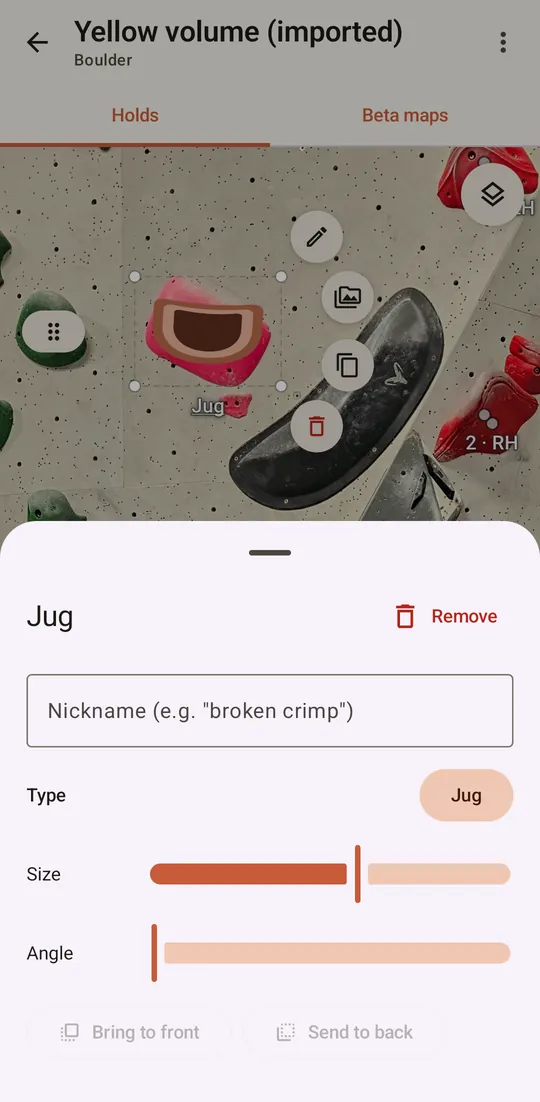 Yellow volume (imported)
Boulder
Holds
Beta maps
H
Jug
2 · RH
Jug
Remove
Nickname (e.g. "broken crimp")
Type
Jug
Size
Angle
Bring to front
Send to back